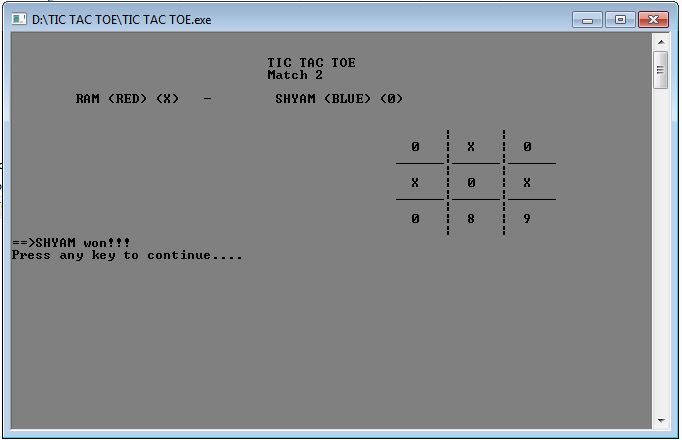 D:\TIC TAC TOE\TIC TAC TOE.exe
TIC TAC TOE
Match 2
RAM (RED) (X) - SHYAM (BLUE) (0)
0 X 0
X 0 X
0 8 9
==>SHYAM won!!!
Press any key to continue....